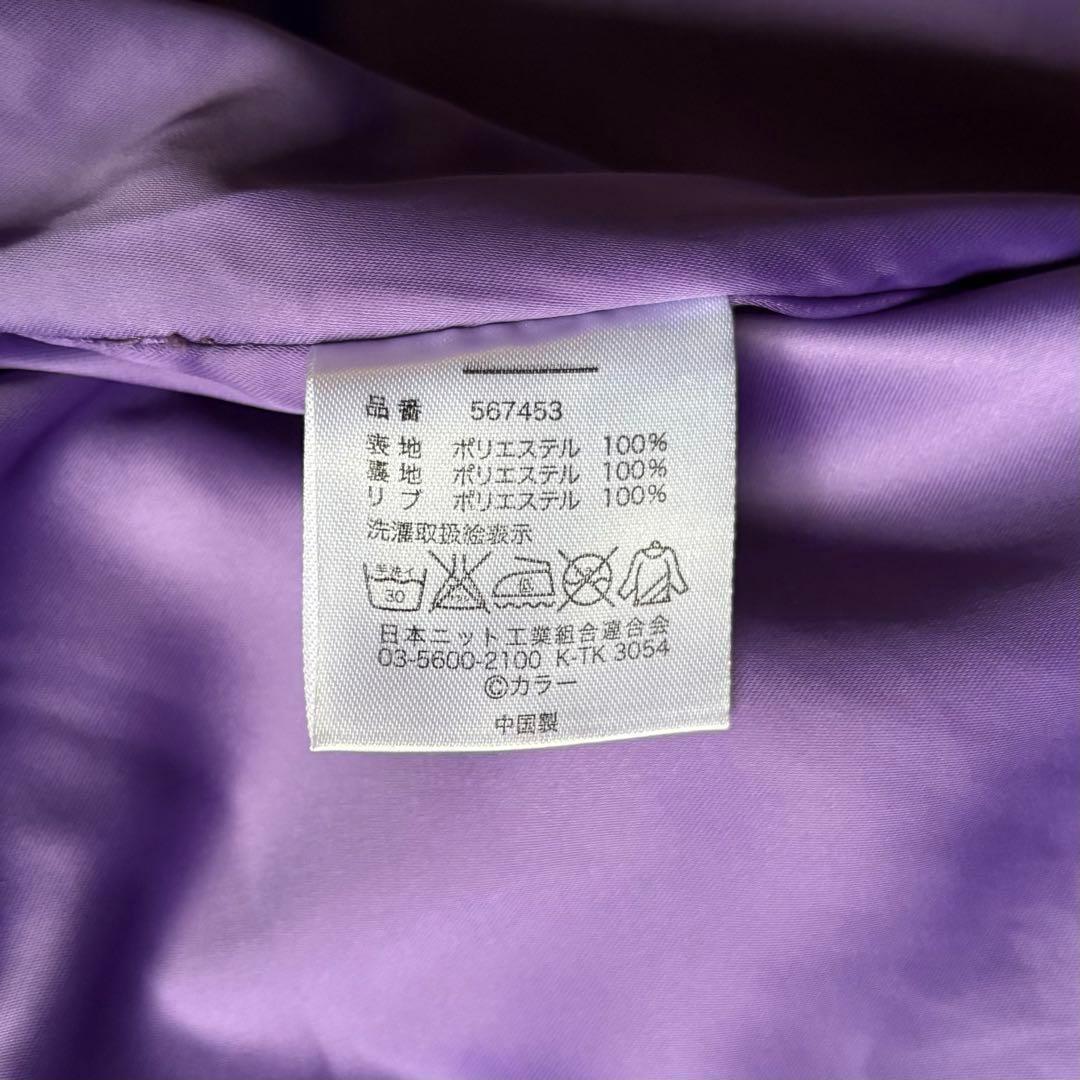 品番 567453
表地 ポリエステル 100%
裏地 ポリエステル 100%
リブ ポリエステル 100%
洗濯取扱絵表示
手洗イ
30
日本ニット工業組合連合会
03-5600-2100 K-TK 3054
©カラー
中国製